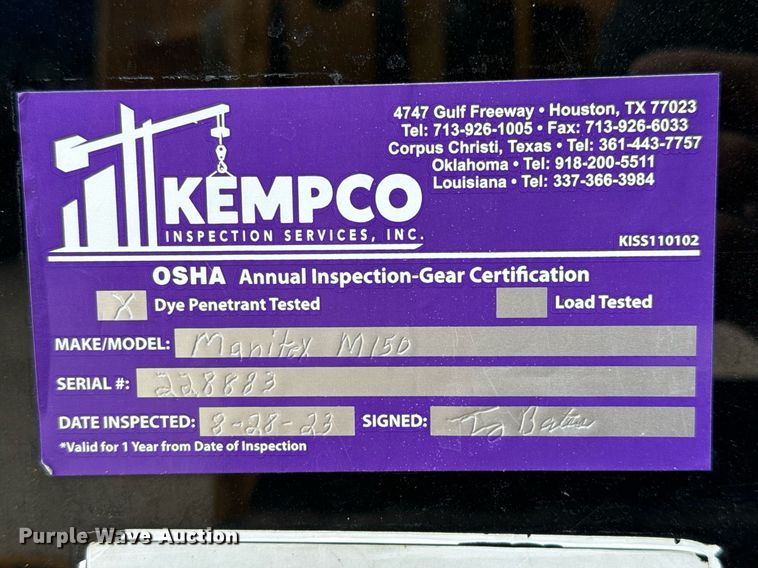 4747 Gulf Freeway • Houston, TX 77023
Tel: 713-926-1005 • Fax: 713-926-6033
Corpus Christi, Texas • Tel: 361-443-7757
Oklahoma • Tel: 918-200-5511
Louisiana • Tel: 337-366-3984
KEMPCO
INSPECTION SERVICES, INC.
KISS110102
OSHA Annual Inspection-Gear Certification
X Dye Penetrant Tested Load Tested
MAKE/MODEL: Manitex M150
SERIAL #: 228883
DATE INSPECTED: 8-28-23 SIGNED:
*Valid for 1 Year from Date of Inspection
Purple Wave Auction